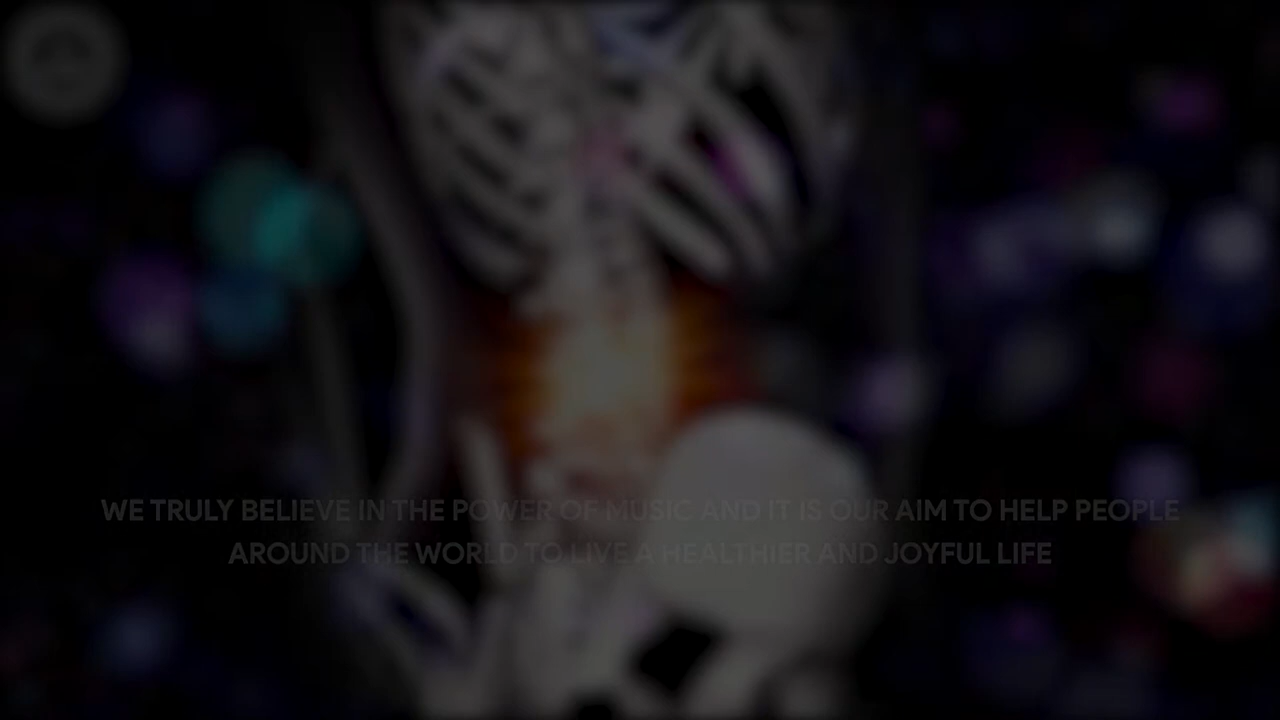 WE TRULY BELIEVE IN THE POWER OF MUSIC AND IT IS OUR AIM TO HELP PEOPLE
AROUND THE WORLD TO LIVE A HEALTHIER AND JOYFUL LIFE